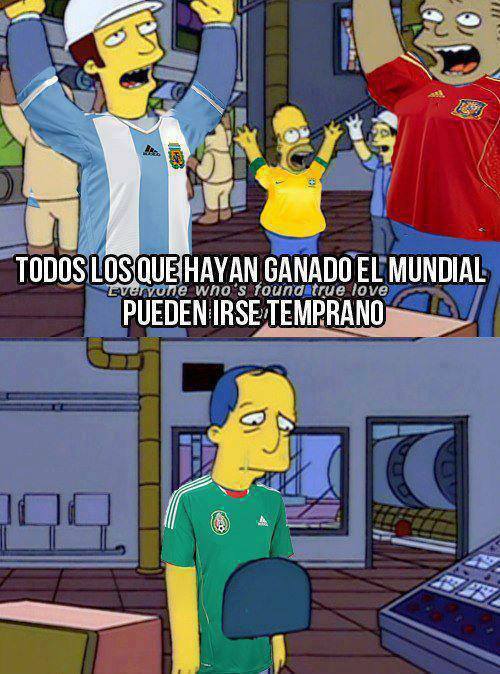 TODOS LOS QUE HAYAN GANADO EL MUNDIAL
Everyone who's found true love
PUEDEN IRSE TEMPRANO